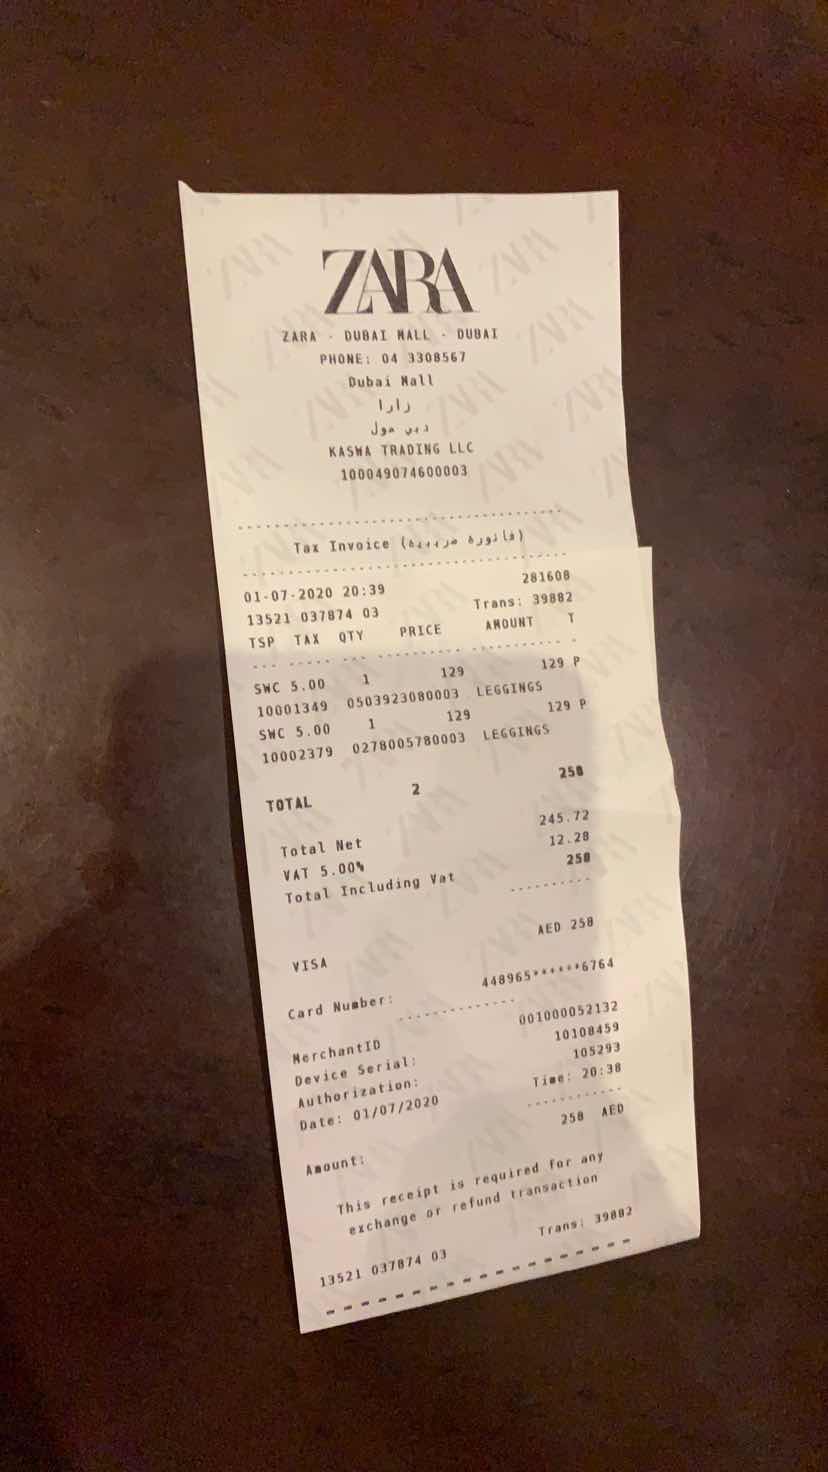 ZARA
ZARA - DUBAI MALL - DUBAI
PHONE: 04 3308567
Dubai Mall
زارا
دبي مول
KASWA TRADING LLC
100049074600003
Tax Invoice (فاتورة ضريبية)
01-07-2020 20:39 281608
13521 037874 03 Trans: 39882
TSP TAX QTY PRICE AMOUNT T
SWC 5.00 1 129 129 P
10001349 0503923080003 LEGGINGS
SWC 5.00 1 129 129 P
10002379 0278005780003 LEGGINGS
TOTAL 2 258
Total Net 245.72
VAT 5.00% 12.28
Total Including Vat 258
VISA AED 258
Card Number: 448965******6764
MerchantID 001000052132
Device Serial: 10108459
Authorization: 105293
Date: 01/07/2020 Time: 20:38
Amount: 258 AED
This receipt is required for any
exchange or refund transaction
13521 037874 03 Trans: 39882